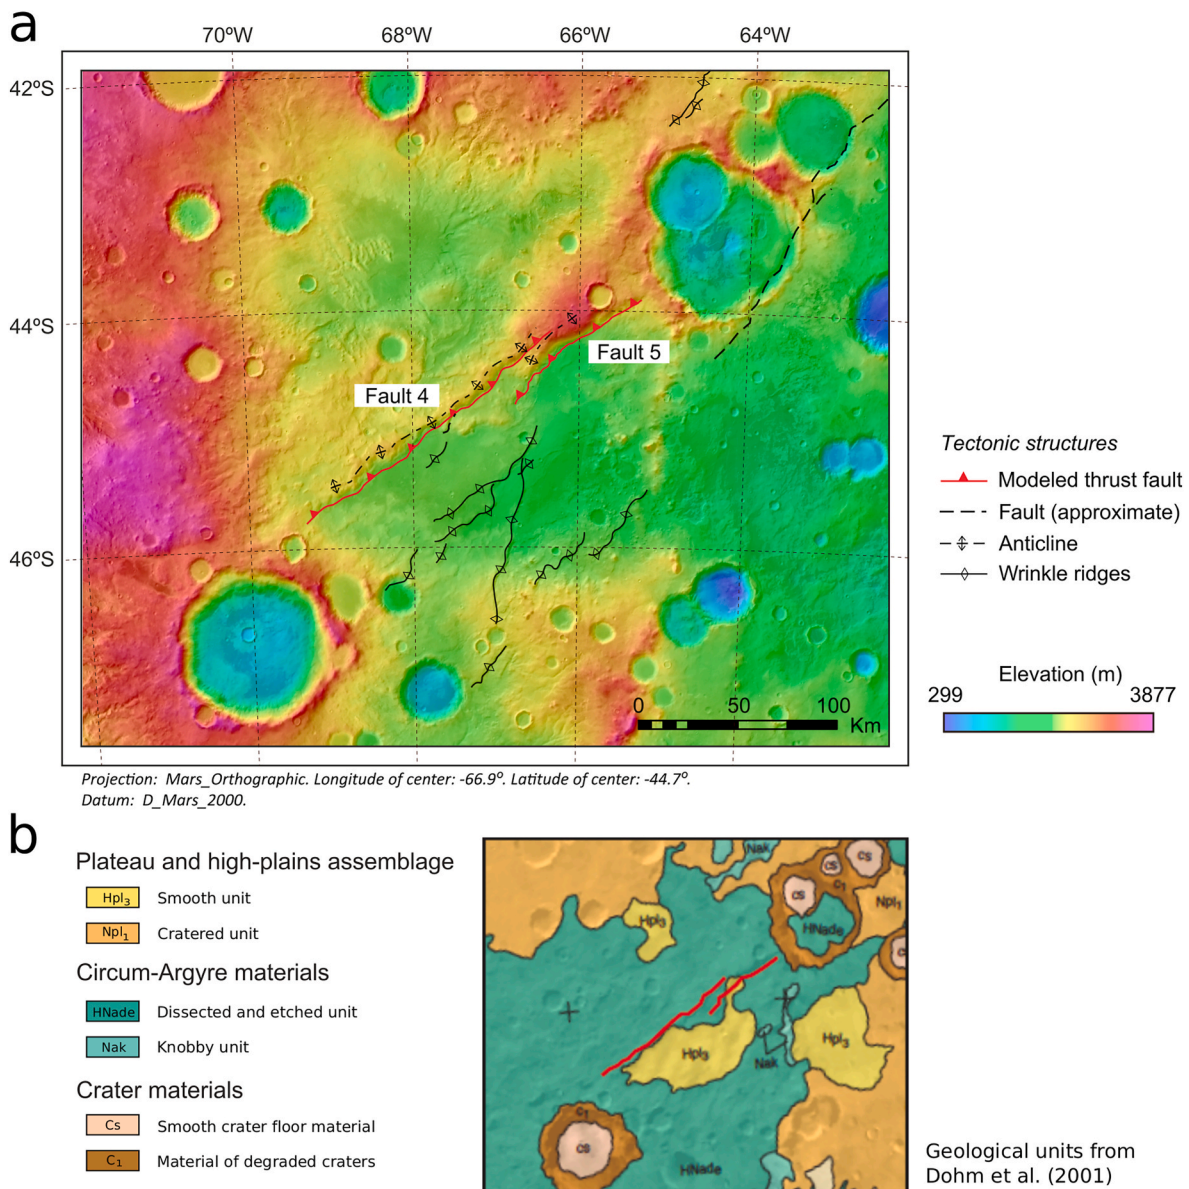 a
70ºW 68ºW 66ºW 64ºW
42ºS
44ºS
46ºS
Fault 5
Fault 4
0 50 100
Km
Tectonic structures
Modeled thrust fault
Fault (approximate)
Anticline
Wrinkle ridges
Elevation (m)
299 3877
Projection: Mars_Orthographic. Longitude of center: -66.9º. Latitude of center: -44.7º.
Datum: D_Mars_2000.
b
Plateau and high-plains assemblage
Hpl3 Smooth unit
Npl1 Cratered unit
Circum-Argyre materials
HNade Dissected and etched unit
Nak Knobby unit
Crater materials
Cs Smooth crater floor material
C1 Material of degraded craters
Nak
cs
cs
C1
cs
Npl1
Hpl3
HNade
C
Hpl3
Hpl3
Nak
C1
cs
HNade
Geological units from
Dohm et al. (2001)